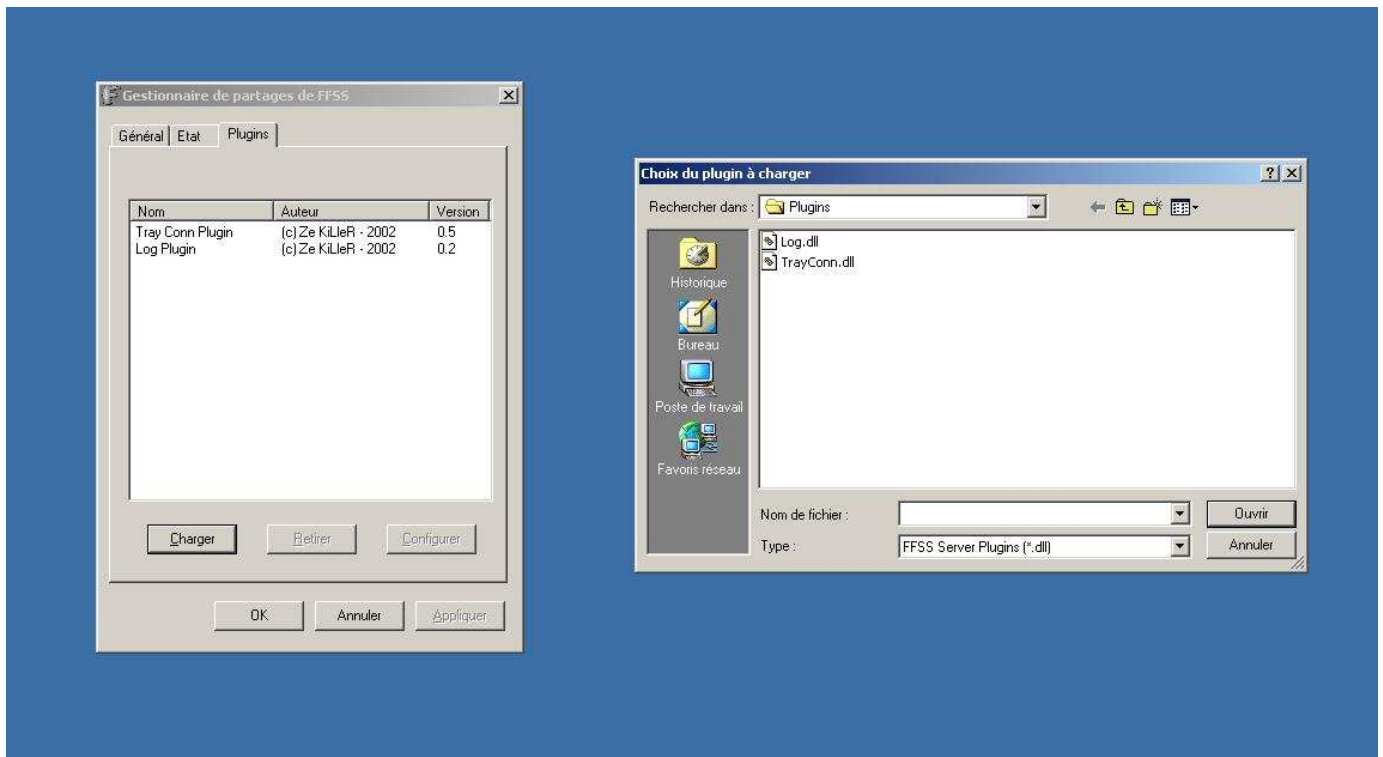 Gestionnaire de partages de FFSS
Général Etat Plugins
Nom Auteur Version
Tray Conn Plugin (c) Ze KiLleR - 2002 0.5
Log Plugin (c) Ze KiLleR - 2002 0.2
Charger Retirer Configurer
OK Annuler Appliquer
Choix du plugin à charger
Rechercher dans : Plugins
Historique
Bureau
Poste de travail
Favoris réseau
Log.dll
TrayConn.dll
Nom de fichier : Ouvrir
Type : FFSS Server Plugins (*.dll) Annuler